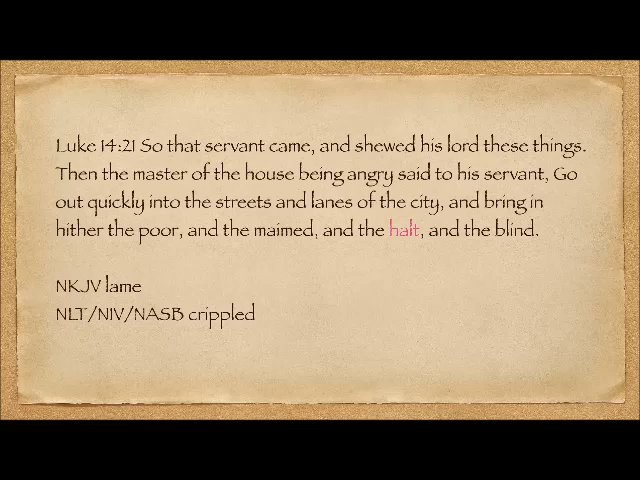 Luke 14:21 So that servant came, and shewed his lord these things.
Then the master of the house being angry said to his servant, Go
out quickly into the streets and lanes of the city, and bring in
hither the poor, and the maimed, and the halt, and the blind.
NKJV lame
NLT/NIV/NASB crippled